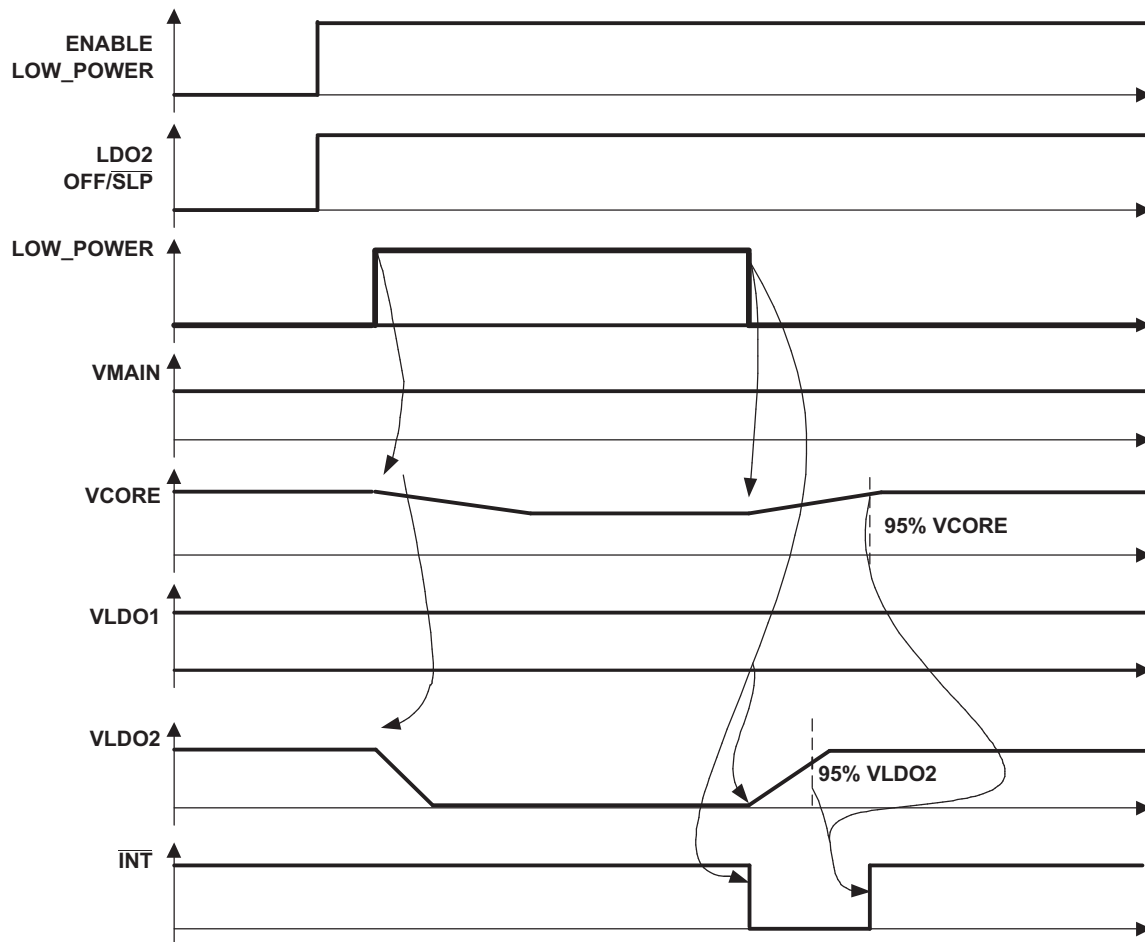 ENABLE
LOW_POWER
LDO2
OFF/SLP
LOW_POWER
VMAIN
VCORE
95% VCORE
VLDO1
VLDO2
95% VLDO2
INT